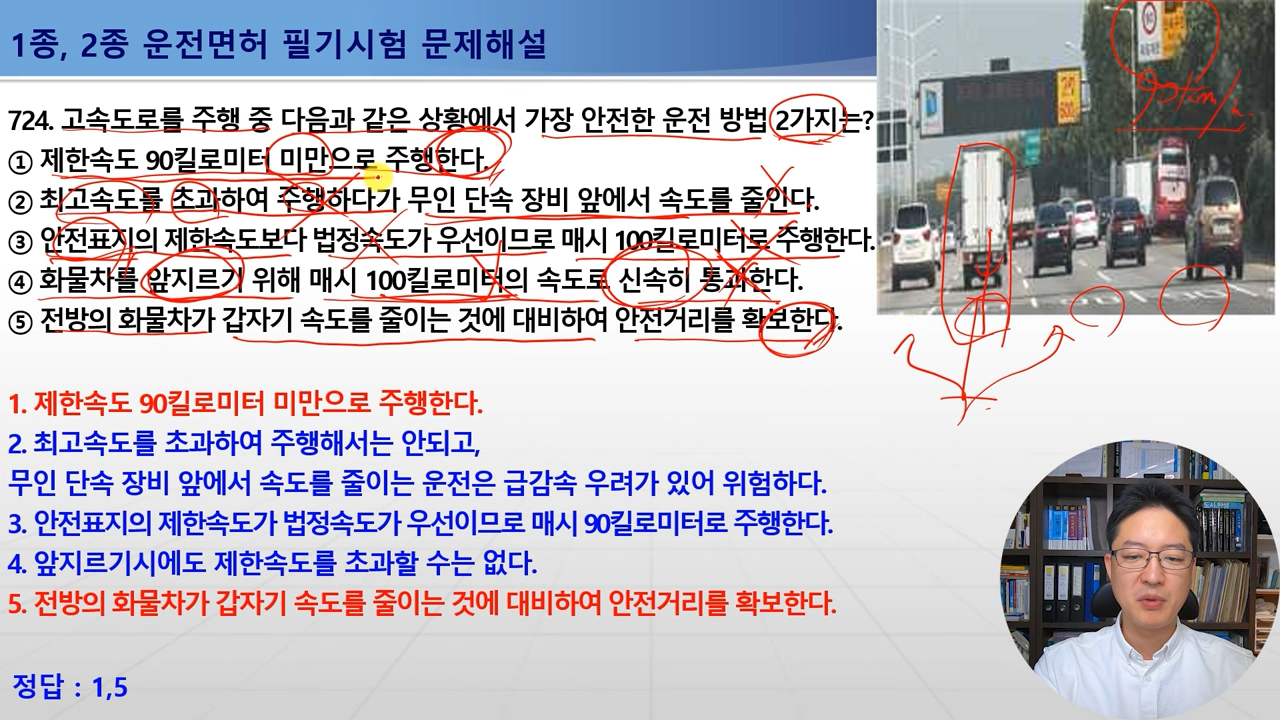 1종, 2종 운전면허 필기시험 문제해설
724. 고속도로를 주행 중 다음과 같은 상황에서 가장 안전한 운전 방법 2가지는?
① 제한속도 90킬로미터 미만으로 주행한다.
② 최고속도를 초과하여 주행하다가 무인 단속 장비 앞에서 속도를 줄인다.
③ 안전표지의 제한속도보다 법정속도가 우선이므로 매시 100킬로미터로 주행한다.
④ 화물차를 앞지르기 위해 매시 100킬로미터의 속도로 신속히 통과한다.
⑤ 전방의 화물차가 갑자기 속도를 줄이는 것에 대비하여 안전거리를 확보한다.
1. 제한속도 90킬로미터 미만으로 주행한다.
2. 최고속도를 초과하여 주행해서는 안되고,
무인 단속 장비 앞에서 속도를 줄이는 운전은 급감속 우려가 있어 위험하다.
3. 안전표지의 제한속도가 법정속도가 우선이므로 매시 90킬로미터로 주행한다.
4. 앞지르기시에도 제한속도를 초과할 수는 없다.
5. 전방의 화물차가 갑자기 속도를 줄이는 것에 대비하여 안전거리를 확보한다.
정답 : 1,5